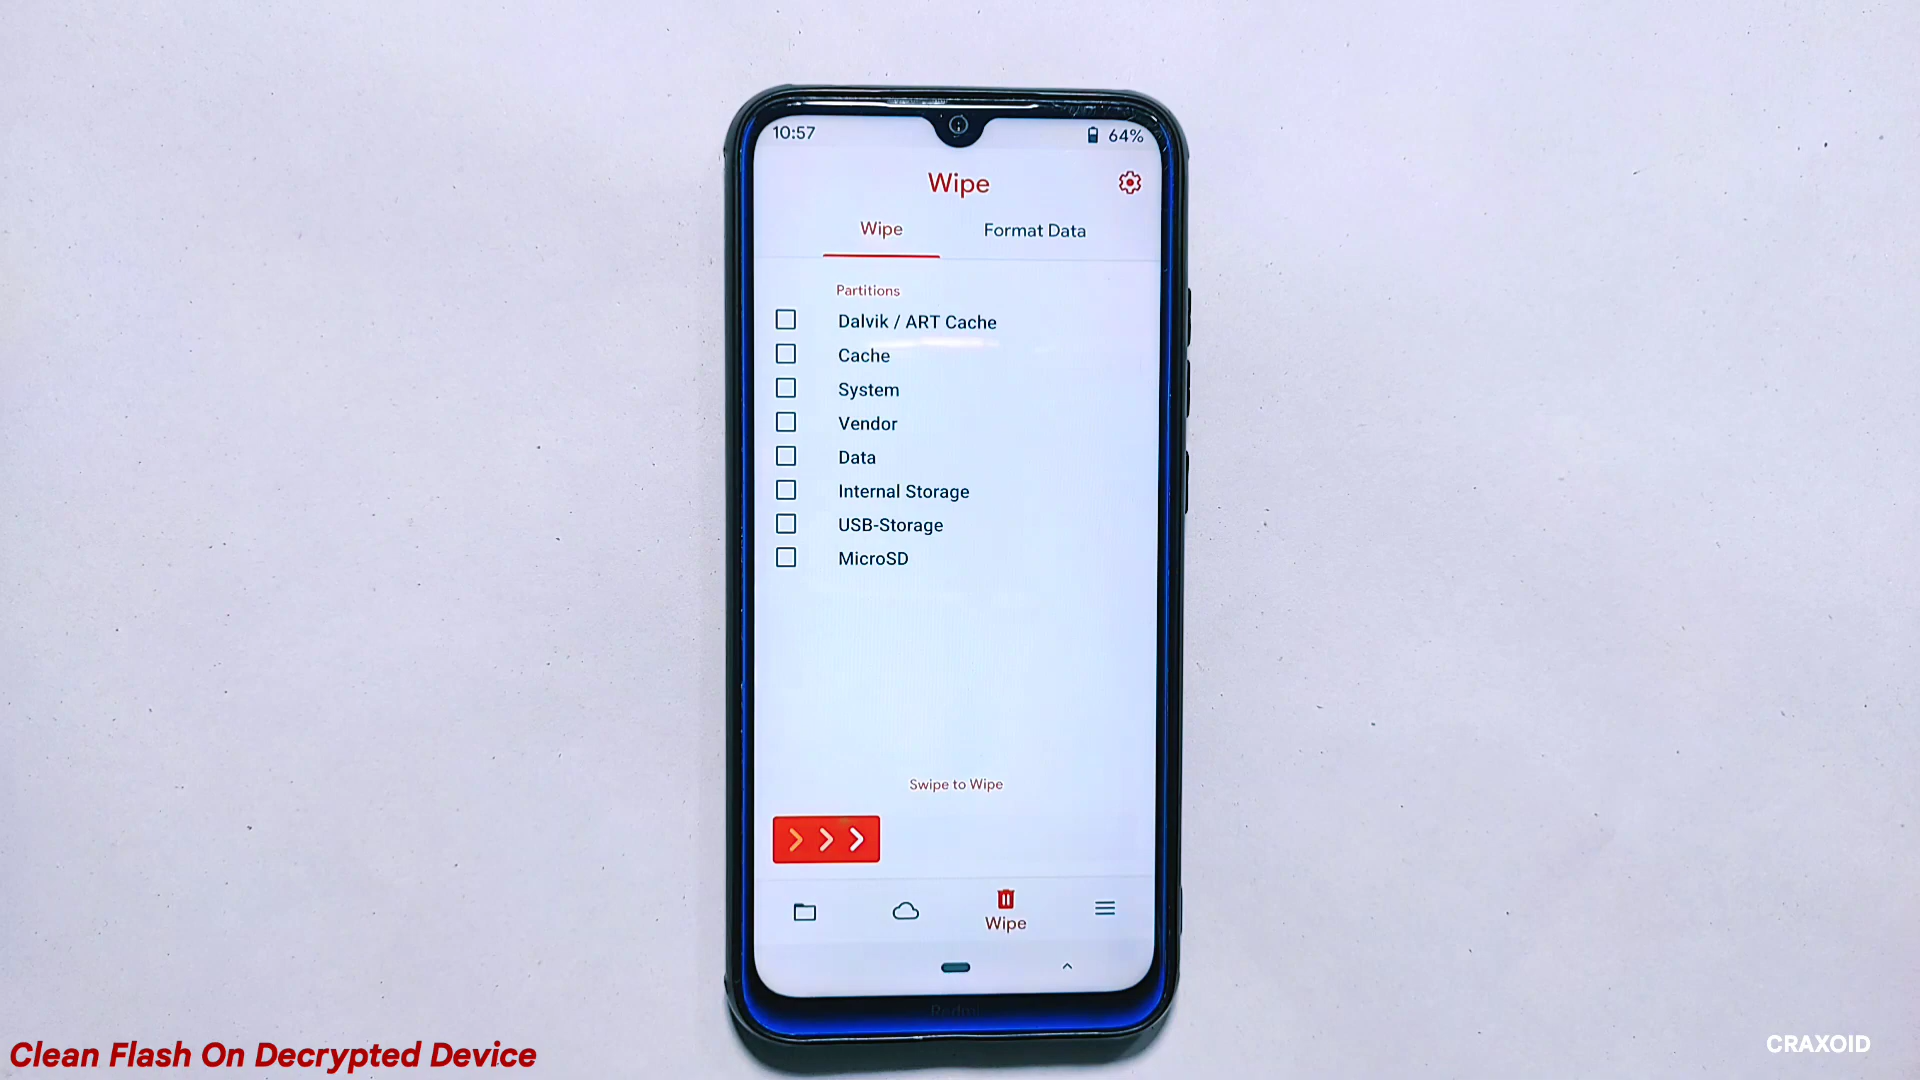 10:57
64%
Wipe
Wipe Format Data
Partitions
Dalvik / ART Cache
Cache
System
Vendor
Data
Internal Storage
USB-Storage
MicroSD
Swipe to Wipe
Wipe
Redmi
Clean Flash On Decrypted Device
CRAXOID